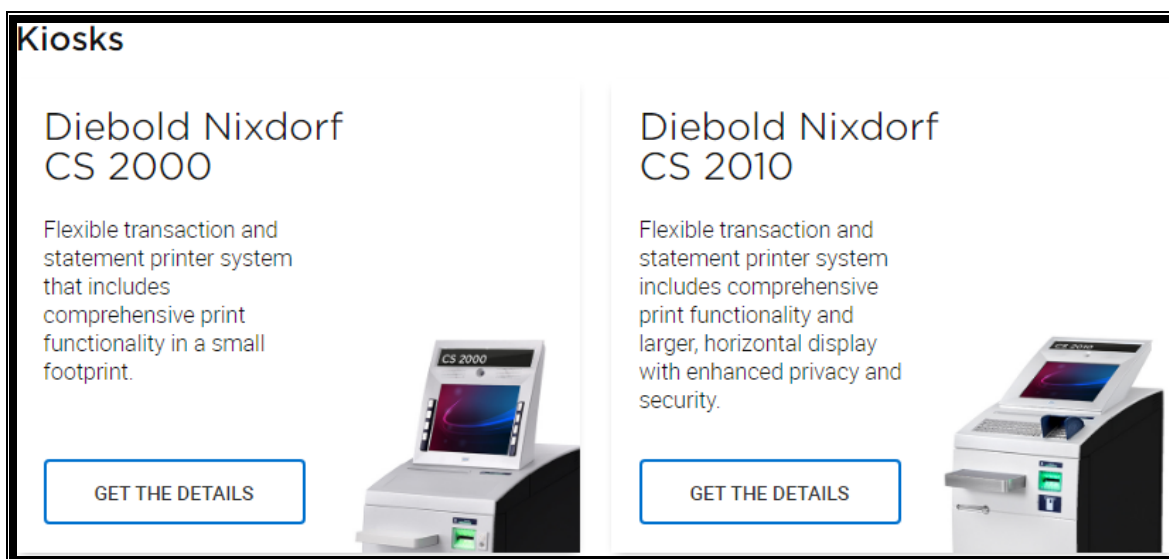 Kiosks
Diebold Nixdorf
CS 2000
Flexible transaction and
statement printer system
that includes
comprehensive print
functionality in a small
footprint.
CS 2000
GET THE DETAILS
Diebold Nixdorf
CS 2010
Flexible transaction and
statement printer system
includes comprehensive
print functionality and
larger, horizontal display
with enhanced privacy and
security.
CS 2010
GET THE DETAILS